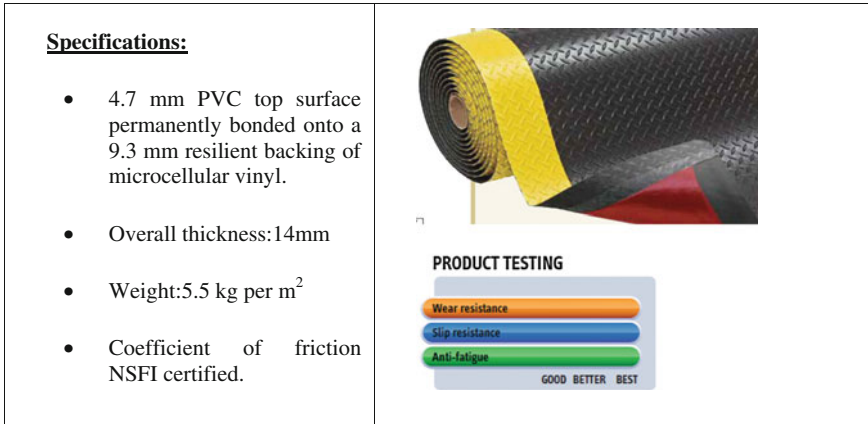 Specifications:
• 4.7 mm PVC top surface
permanently bonded onto a
9.3 mm resilient backing of
microcellular vinyl.
• Overall thickness:14mm
• Weight:5.5 kg per m²
• Coefficient of friction
NSFI certified.
PRODUCT TESTING
Wear resistance
Slip resistance
Anti-fatigue
GOOD BETTER BEST